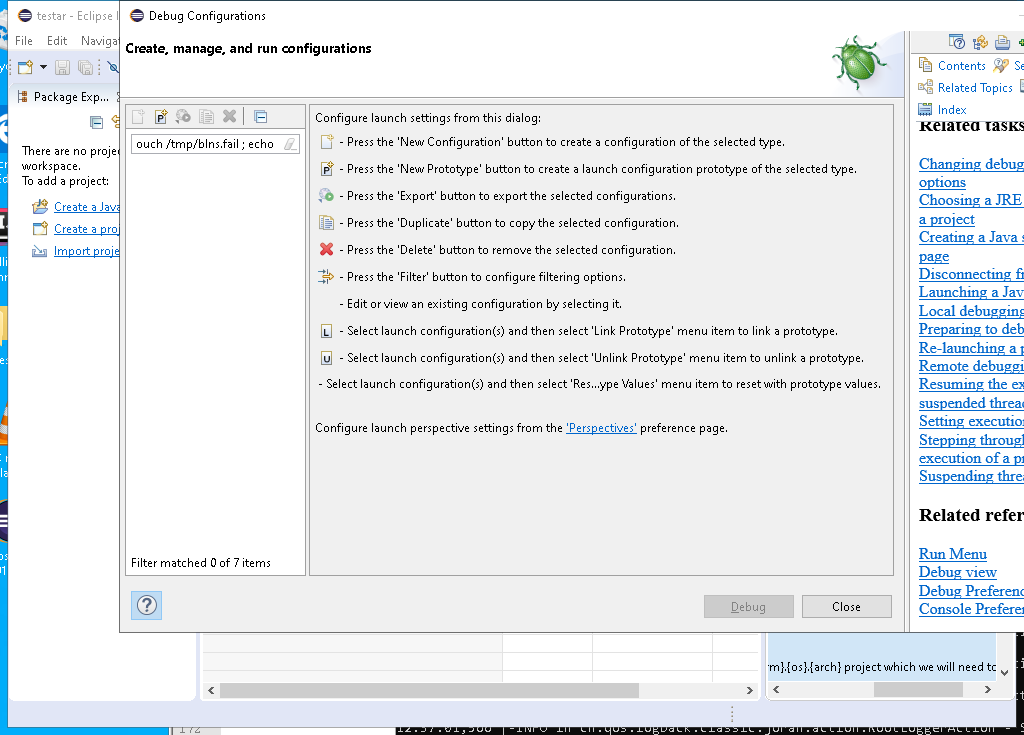 testar - Eclipse I
Debug Configurations
File Edit Naviga
Create, manage, and run configurations
Package Exp...
There are no proje
workspace.
To add a project:
Create a Java
Create a proj
Import proje
ouch /tmp/blns.fail ; echo
Filter matched 0 of 7 items
Configure launch settings from this dialog:
- Press the 'New Configuration' button to create a configuration of the selected type.
- Press the 'New Prototype' button to create a launch configuration prototype of the selected type.
- Press the 'Export' button to export the selected configurations.
- Press the 'Duplicate' button to copy the selected configuration.
- Press the 'Delete' button to remove the selected configuration.
- Press the 'Filter' button to configure filtering options.
- Edit or view an existing configuration by selecting it.
L - Select launch configuration(s) and then select 'Link Prototype' menu item to link a prototype.
U - Select launch configuration(s) and then select 'Unlink Prototype' menu item to unlink a prototype.
- Select launch configuration(s) and then select 'Res...ype Values' menu item to reset with prototype values.
Configure launch perspective settings from the 'Perspectives' preference page.
Debug Close
Contents Se
Related Topics
Index
Related tasks
Changing debug
options
Choosing a JRE
a project
Creating a Java s
page
Disconnecting fr
Launching a Jav
Local debugging
Preparing to deb
Re-launching a p
Remote debuggi
Resuming the ex
suspended threa
Setting execution
Stepping through
execution of a pr
Suspending threa
Related refer
Run Menu
Debug view
Debug Preferenc
Console Preferen
rm}.{os}.{arch} project which we will need to
172
12:57:01,566 |-INFO in ch.qos.logback.classic.joran.action.RootLoggerAction - s